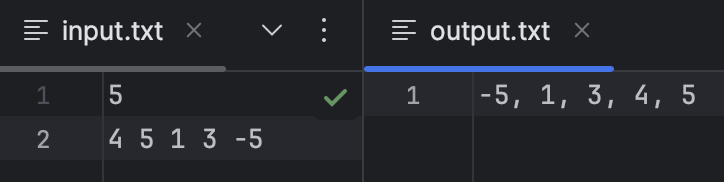 input.txt
output.txt
1 5
2 4 5 1 3 -5
1 -5, 1, 3, 4, 5